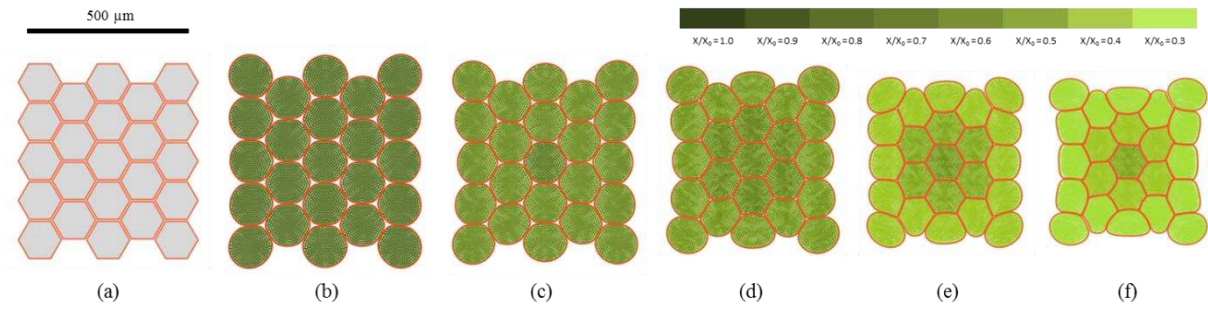 500 µm
X/X₀ = 1.0 X/X₀ = 0.9 X/X₀ = 0.8 X/X₀ = 0.7 X/X₀ = 0.6 X/X₀ = 0.5 X/X₀ = 0.4 X/X₀ = 0.3
(a) (b) (c) (d) (e) (f)